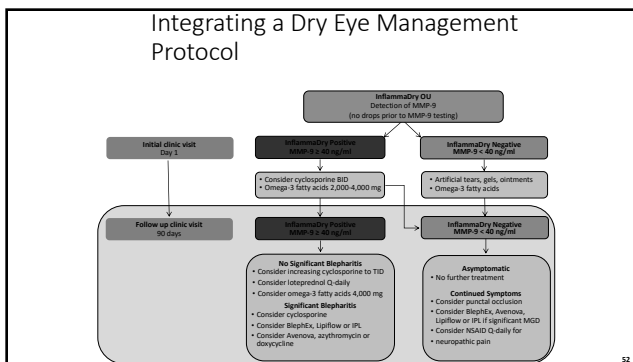 Integrating a Dry Eye Management
Protocol
InflammaDry OU
Detection of MMP-9
(no drops prior to MMP-9 testing)
Initial clinic visit
Day 1
InflammaDry Positive
MMP-9 ≥ 40 ng/ml
InflammaDry Negative
MMP-9 < 40 ng/ml
• Consider cyclosporine BID
• Omega-3 fatty acids 2,000-4,000 mg
• Artificial tears, gels, ointments
• Omega-3 fatty acids
Follow up clinic visit
90 days
InflammaDry Positive
MMP-9 ≥ 40 ng/ml
InflammaDry Negative
MMP-9 < 40 ng/ml
No Significant Blepharitis
• Consider increasing cyclosporine to TID
• Consider loteprednol Q-daily
• Consider omega-3 fatty acids 4,000 mg
Significant Blepharitis
• Consider cyclosporine
• Consider BlephEx, Lipiflow or IPL
• Consider Avenova, azythromycin or
doxycycline
Asymptomatic
• No further treatment
Continued Symptoms
• Consider punctal occlusion
• Consider BlephEx, Avenova,
Lipiflow or IPL if significant MGD
• Consider NSAID Q-daily for
• neuropathic pain
52